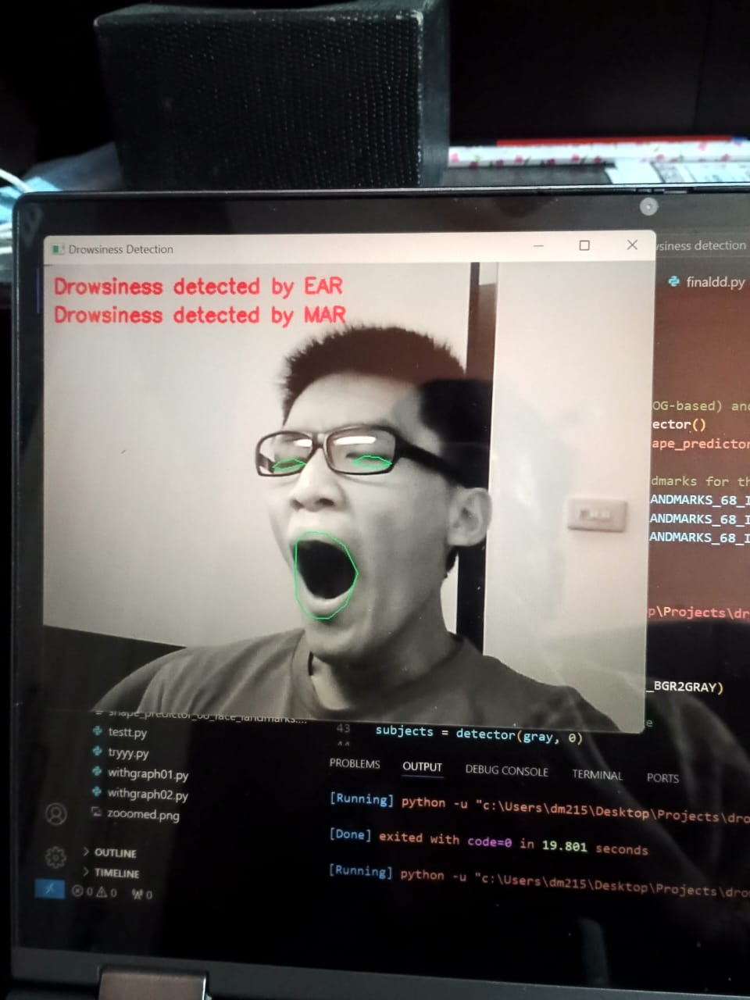 Drowsiness Detection
siness detection
Drowsiness detected by EAR
Drowsiness detected by MAR
finaldd.py
OG-based) and
ector()
ape_predictor
dmarks for th
ANDMARKS_68_I
ANDMARKS_68_I
ANDMARKS_68_I
p\Projects\dr
_BGR2GRAY)
e
shape_predictor_68_face_landmarks....
testt.py
43 subjects = detector(gray, 0)
44
tryyy.py
withgraph01.py
withgraph02.py
zooomed.png
PROBLEMS OUTPUT DEBUG CONSOLE TERMINAL PORTS
[Running] python -u "c:\Users\dm215\Desktop\Projects\dro
[Done] exited with code=0 in 19.801 seconds
[Running] python -u "c:\Users\dm215\Desktop\Projects\dro
OUTLINE
TIMELINE
0 0 0